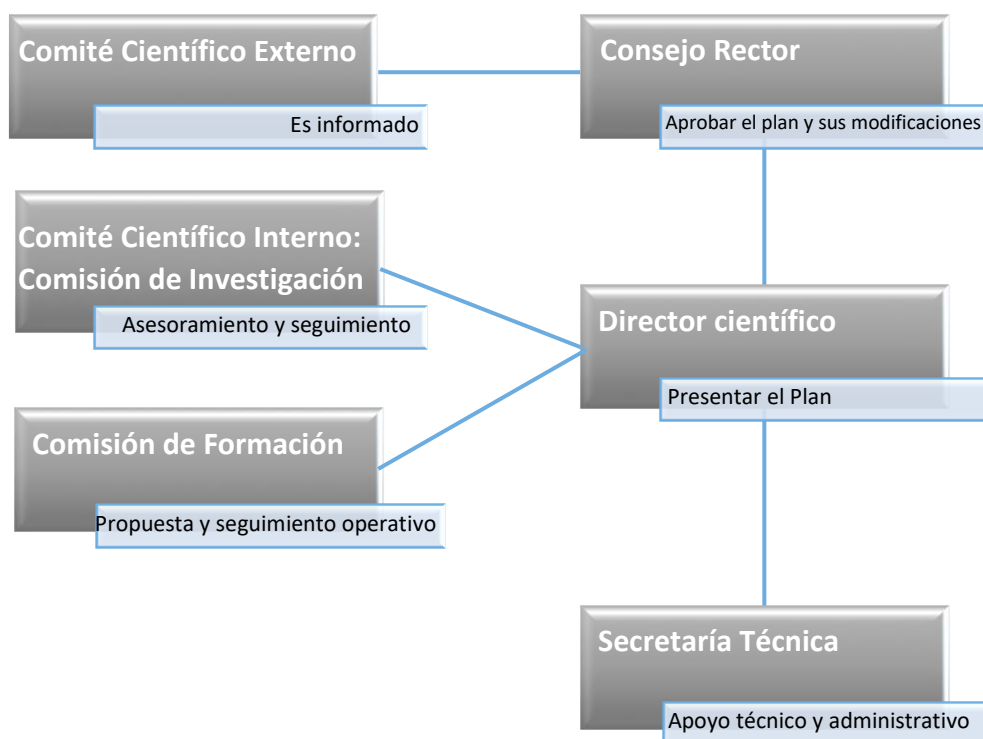 Comité Científico Externo
Es informado
Consejo Rector
Aprobar el plan y sus modificaciones
Comité Científico Interno:
Comisión de Investigación
Asesoramiento y seguimiento
Director científico
Presentar el Plan
Comisión de Formación
Propuesta y seguimiento operativo
Secretaría Técnica
Apoyo técnico y administrativo